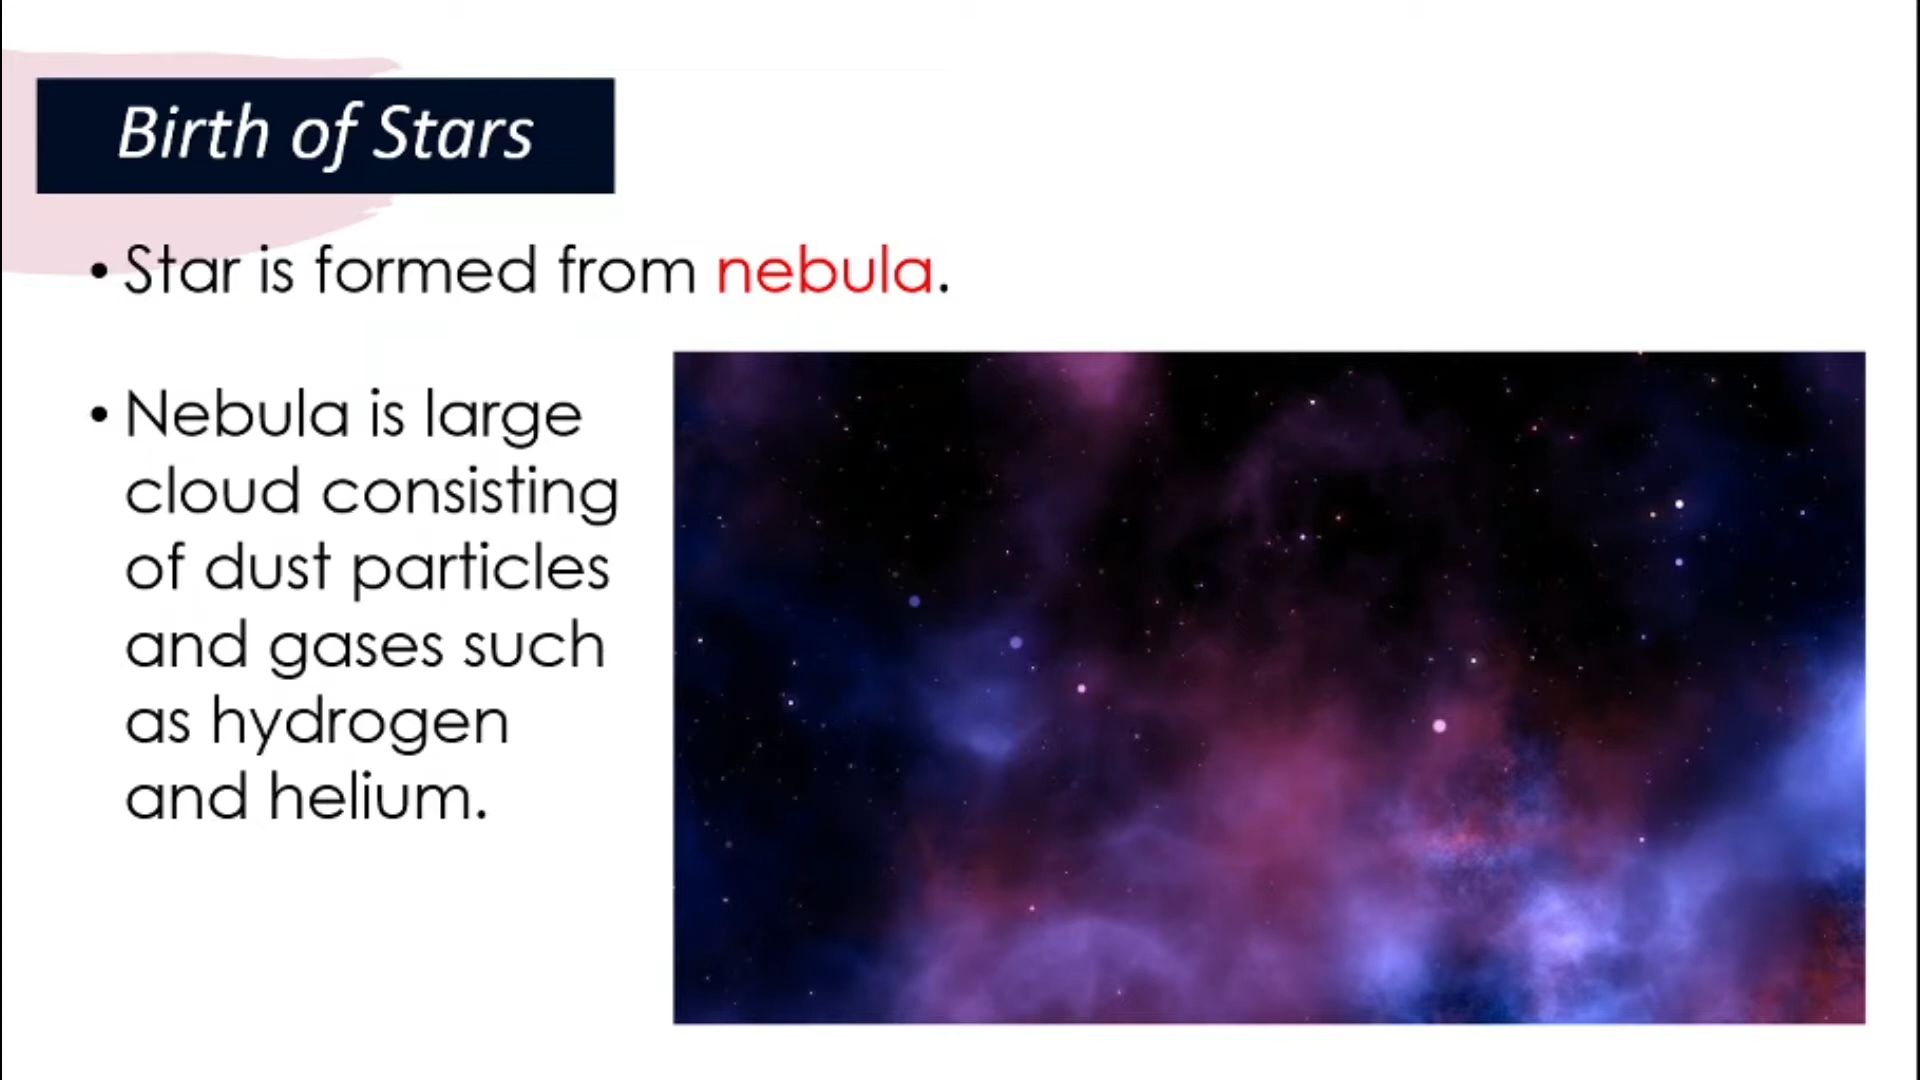 Birth of Stars
• Star is formed from nebula.
• Nebula is large
cloud consisting
of dust particles
and gases such
as hydrogen
and helium.